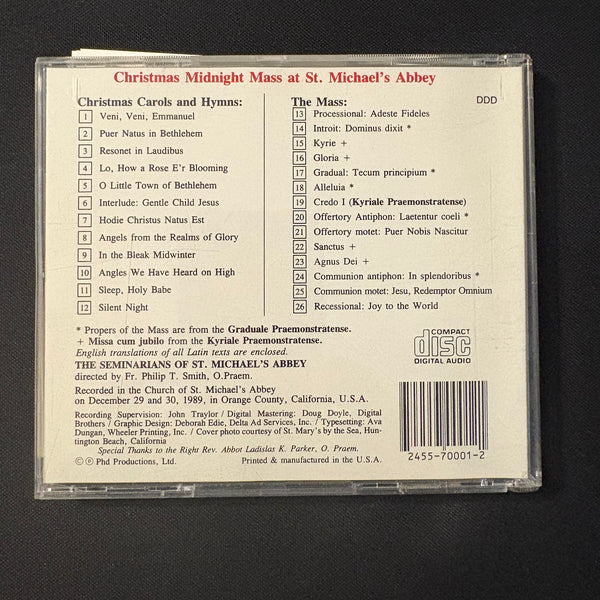 Christmas Midnight Mass at St. Michael's Abbey
Christmas Carols and Hymns:
1 Veni, Veni, Emmanuel
2 Puer Natus in Bethlehem
3 Resonet in Laudibus
4 Lo, How a Rose E'r Blooming
5 O Little Town of Bethlehem
6 Interlude: Gentle Child Jesus
7 Hodie Christus Natus Est
8 Angels from the Realms of Glory
9 In the Bleak Midwinter
10 Angles We Have Heard on High
11 Sleep, Holy Babe
12 Silent Night
The Mass:
DDD
13 Processional: Adeste Fideles
14 Introit: Dominus dixit *
15 Kyrie +
16 Gloria +
17 Gradual: Tecum principium *
18 Alleluia *
19 Credo I (Kyriale Praemonstratense)
20 Offertory Antiphon: Laetentur coeli *
21 Offertory motet: Puer Nobis Nascitur
22 Sanctus +
23 Agnus Dei +
24 Communion antiphon: In splendoribus *
25 Communion motet: Jesu, Redemptor Omnium
26 Recessional: Joy to the World
* Propers of the Mass are from the Graduale Praemonstratense.
+ Missa cum jubilo from the Kyriale Praemonstratense.
English translations of all Latin texts are enclosed.
THE SEMINARIANS OF ST. MICHAEL'S ABBEY
directed by Fr. Philip T. Smith, O.Praem.
Recorded in the Church of St. Michael's Abbey
on December 29 and 30, 1989, in Orange County, California, U.S.A.
Recording Supervision: John Traylor / Digital Mastering: Doug Doyle, Digital
Brothers / Graphic Design: Deborah Edie, Delta Ad Services, Inc. / Typesetting: Ava
Dungan, Wheeler Printing, Inc. / Cover photo courtesy of St. Mary's by the Sea, Hun-
tington Beach, California
Special Thanks to the Right Rev. Abbot Ladislas K. Parker, O. Praem.
© ℗ Phd Productions, Ltd. Printed & manufactured in the U.S.A.
COMPACT
disc
DIGITAL AUDIO
2455-70001-2